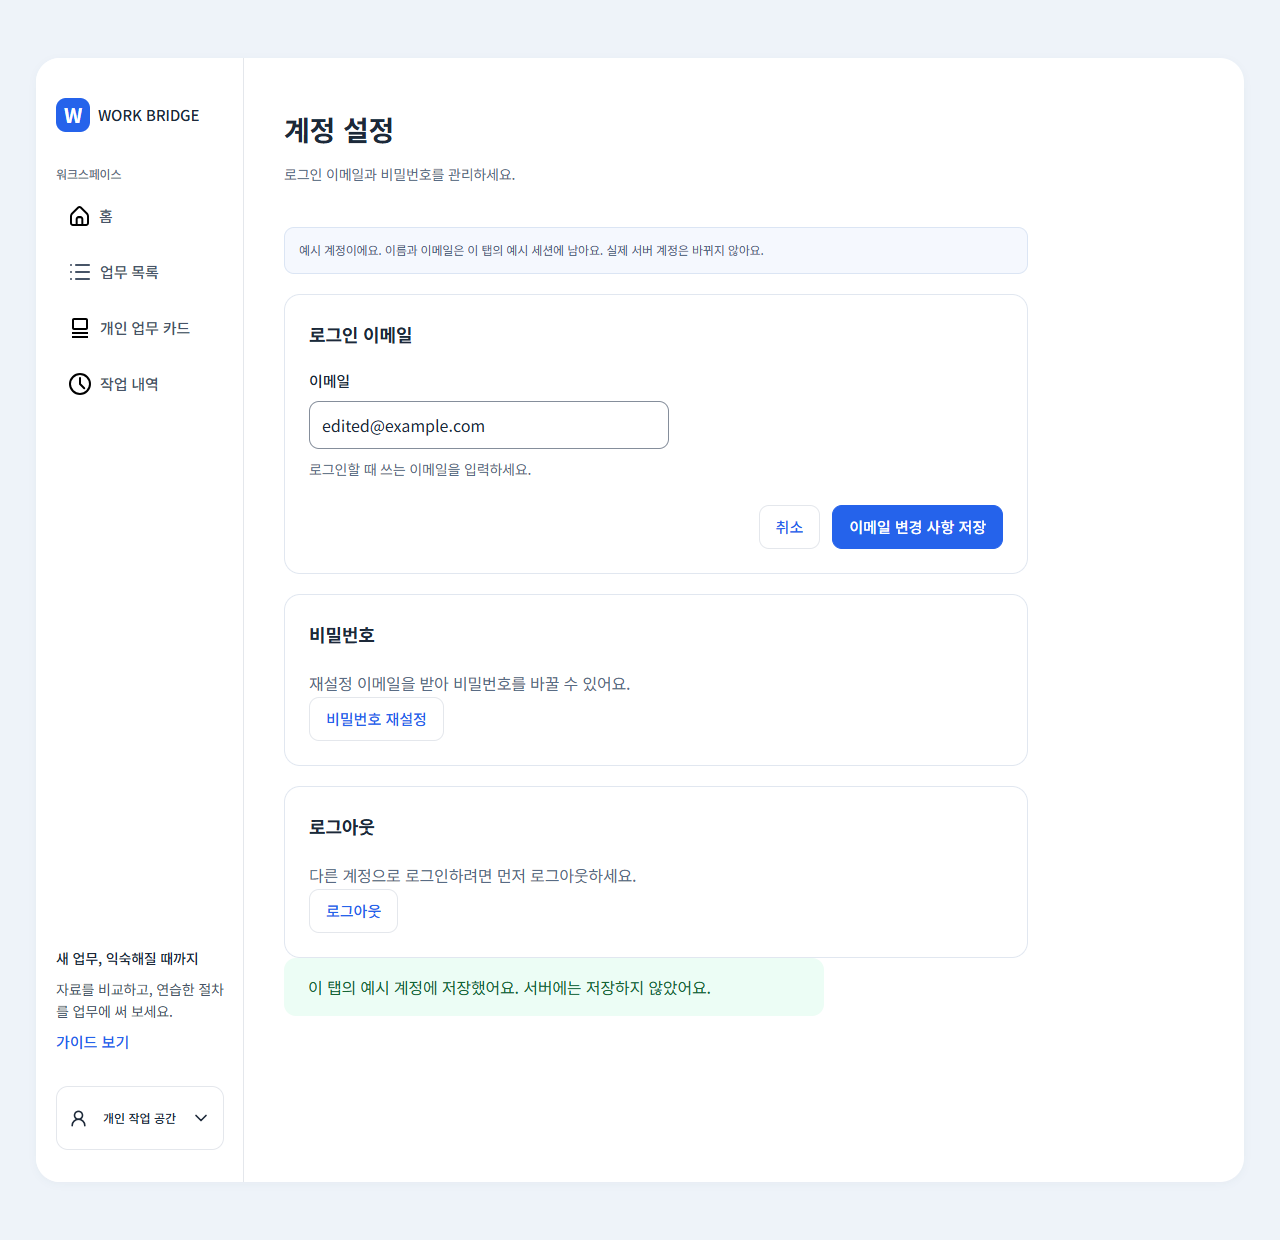 W WORK BRIDGE
워크스페이스
홈
업무 목록
개인 업무 카드
작업 내역
새 업무, 익숙해질 때까지
자료를 비교하고, 연습한 절차
를 업무에 써 보세요.
가이드 보기
개인 작업 공간
계정 설정
로그인 이메일과 비밀번호를 관리하세요.
예시 계정이에요. 이름과 이메일은 이 탭의 예시 세션에 남아요. 실제 서버 계정은 바뀌지 않아요.
로그인 이메일
이메일
edited@example.com
로그인할 때 쓰는 이메일을 입력하세요.
취소
이메일 변경 사항 저장
비밀번호
재설정 이메일을 받아 비밀번호를 바꿀 수 있어요.
비밀번호 재설정
로그아웃
다른 계정으로 로그인하려면 먼저 로그아웃하세요.
로그아웃
이 탭의 예시 계정에 저장했어요. 서버에는 저장하지 않았어요.